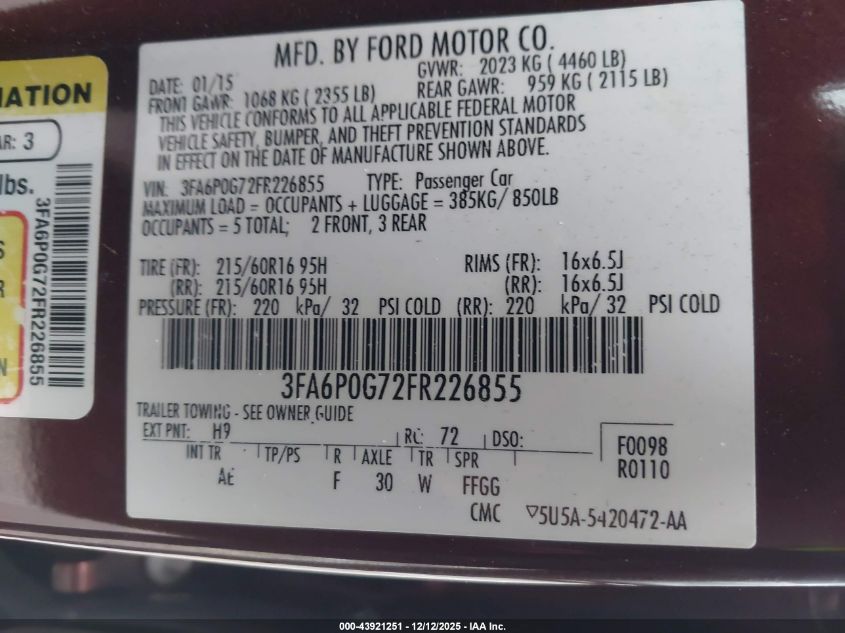 MFD. BY FORD MOTOR CO.
DATE: 01/15 GVWR: 2023 KG ( 4460 LB)
FRONT GAWR: 1068 KG ( 2355 LB) REAR GAWR: 959 KG ( 2115 LB)
THIS VEHICLE CONFORMS TO ALL APPLICABLE FEDERAL MOTOR
VEHICLE SAFETY, BUMPER, AND THEFT PREVENTION STANDARDS
IN EFFECT ON THE DATE OF MANUFACTURE SHOWN ABOVE.
VIN: 3FA6P0G72FR226855 TYPE: Passenger Car
MAXIMUM LOAD = OCCUPANTS + LUGGAGE = 385KG/ 850LB
OCCUPANTS = 5 TOTAL; 2 FRONT, 3 REAR
TIRE (FR): 215/60R16 95H RIMS (FR): 16x6.5J
(RR): 215/60R16 95H (RR): 16x6.5J
PRESSURE (FR): 220 kPa/ 32 PSI COLD (RR): 220 kPa/ 32 PSI COLD
3FA6P0G72FR226855
TRAILER TOWING - SEE OWNER GUIDE
EXT PNT: H9 RC: 72 DSO:
INT TR TP/PS R AXLE TR SPR
AE F 30 W FFGG
F0098
R0110
CMC ▽5U5A-5420472-AA
MATION
AR: 3
lbs.
S
R
N
3FA6P0G72FR226855
000-43921251 - 12/12/2025 - IAA Inc.